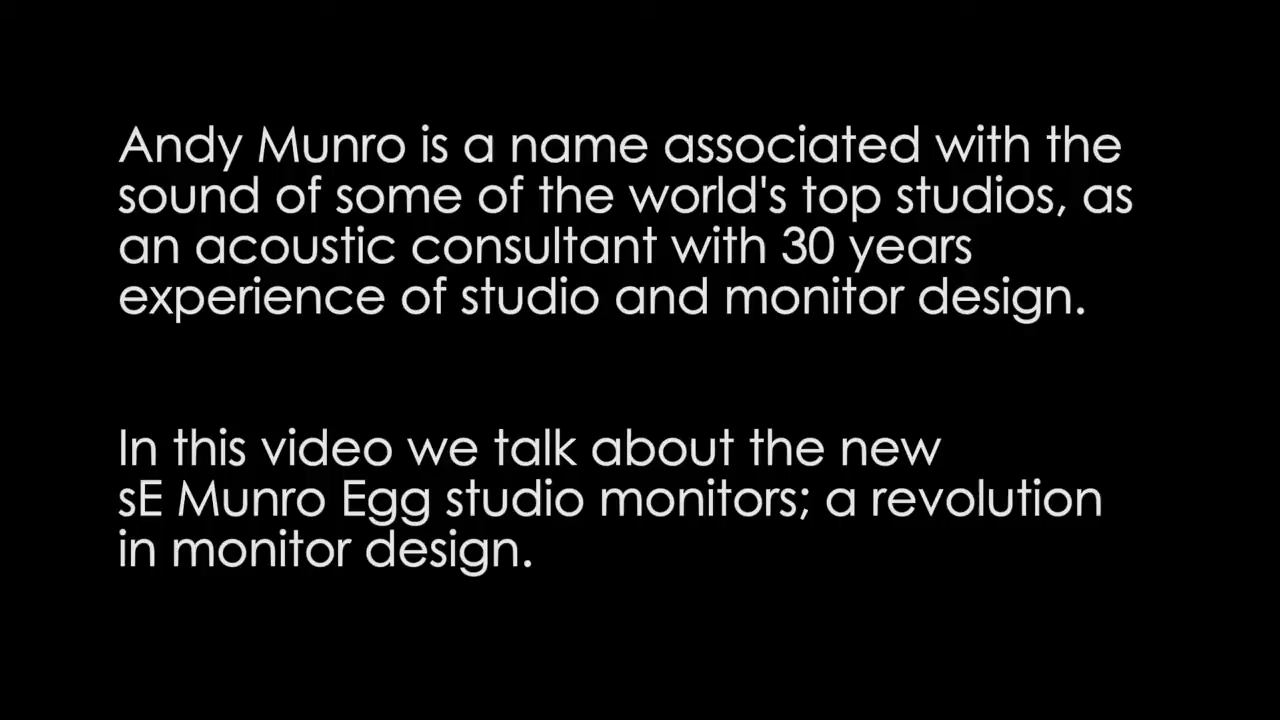 Andy Munro is a name associated with the
sound of some of the world's top studios, as
an acoustic consultant with 30 years
experience of studio and monitor design.
In this video we talk about the new
sE Munro Egg studio monitors; a revolution
in monitor design.